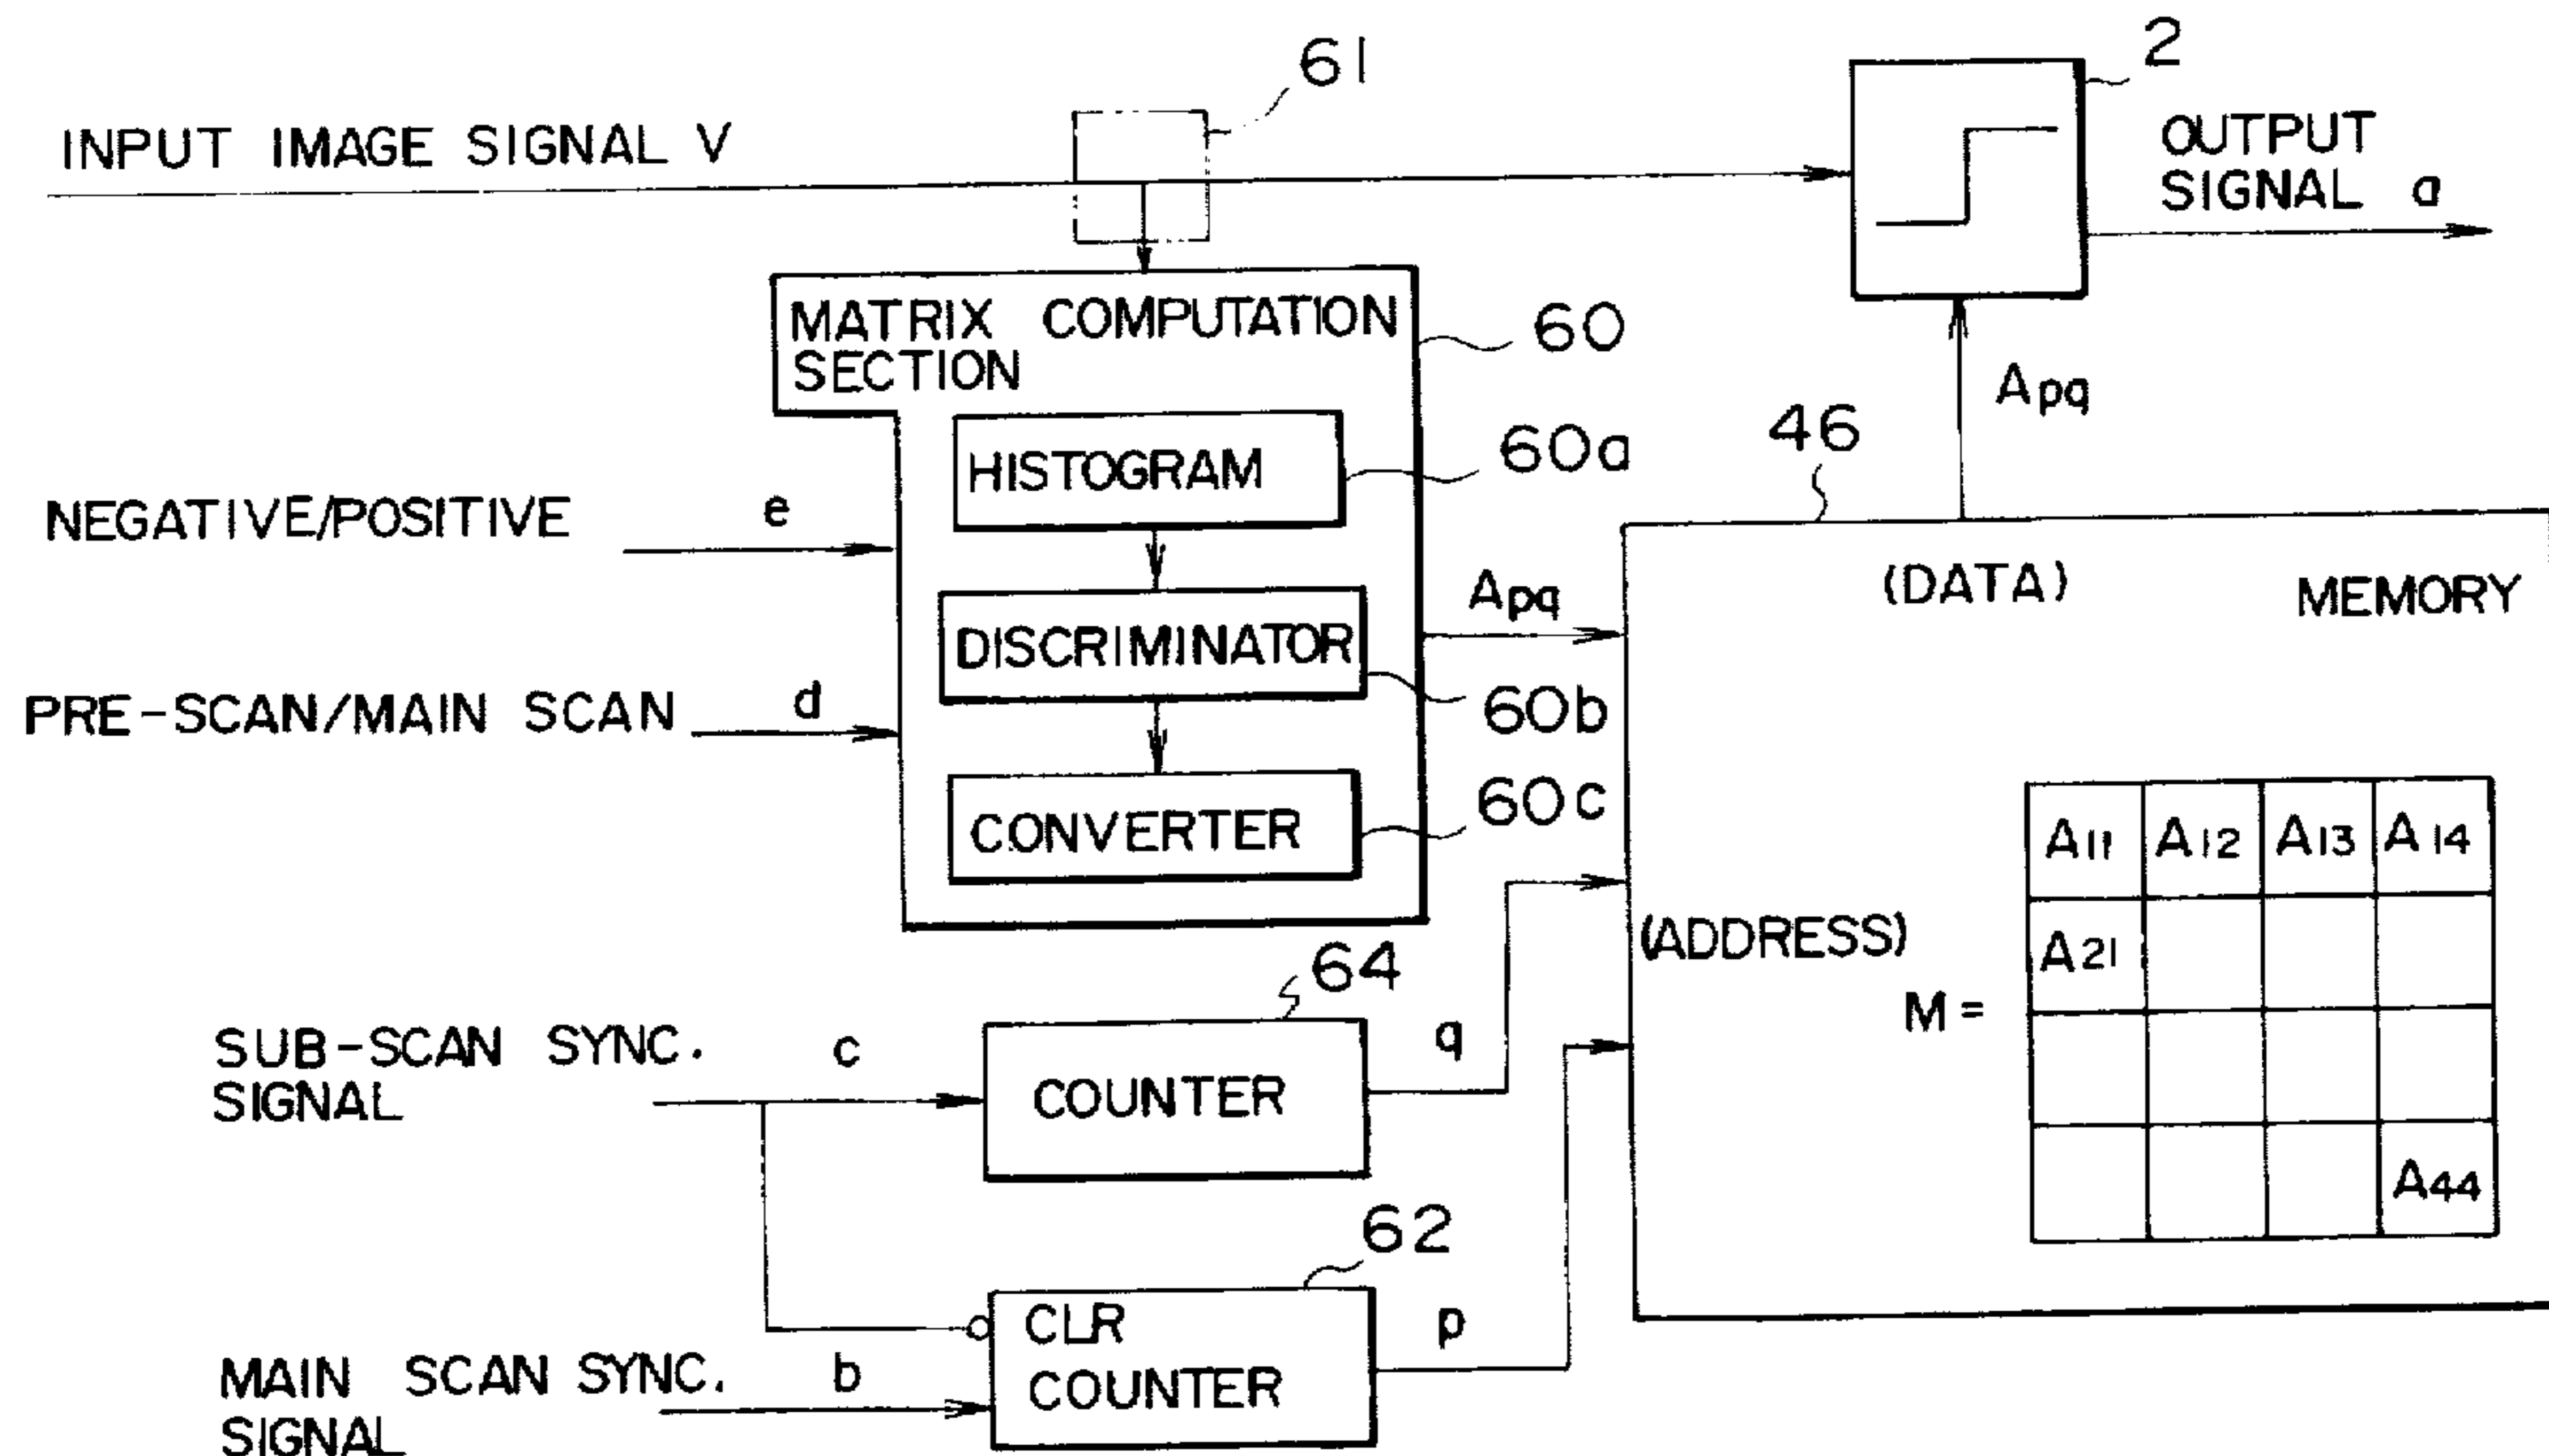 61
2
INPUT IMAGE SIGNAL V
OUTPUT
SIGNAL a
MATRIX COMPUTATION
SECTION
60
Apq
46
HISTOGRAM
60a
NEGATIVE/POSITIVE e
(DATA)
MEMORY
Apq
DISCRIMINATOR
60b
PRE-SCAN/MAIN SCAN d
CONVERTER
60c
A11 A12 A13 A14
(ADDRESS)
A21
M =
A44
64
SUB-SCAN SYNC.
SIGNAL
c
COUNTER
q
62
CLR
COUNTER
p
MAIN SCAN SYNC.
SIGNAL
b